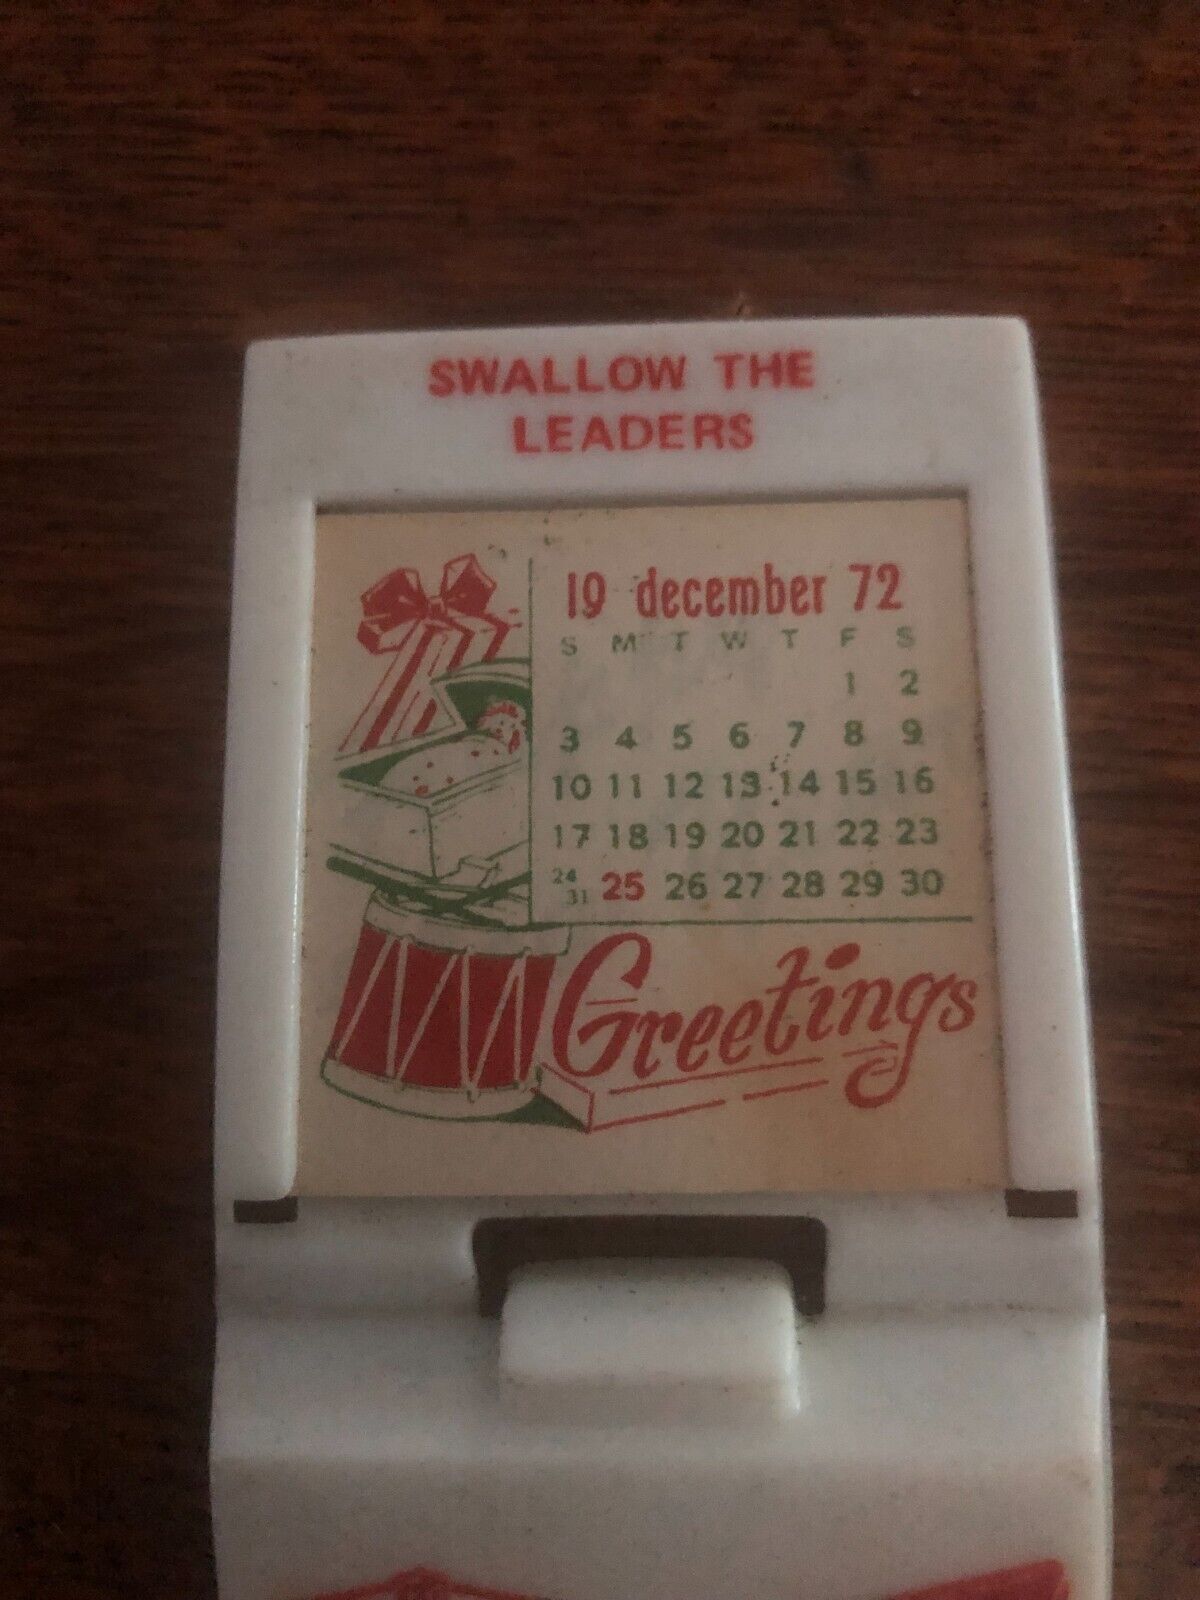 SWALLOW THE
LEADERS
19 december 72
S M T W T F S
1 2
3 4 5 6 7 8 9
10 11 12 13 14 15 16
17 18 19 20 21 22 23
24 31 25 26 27 28 29 30
Greetings